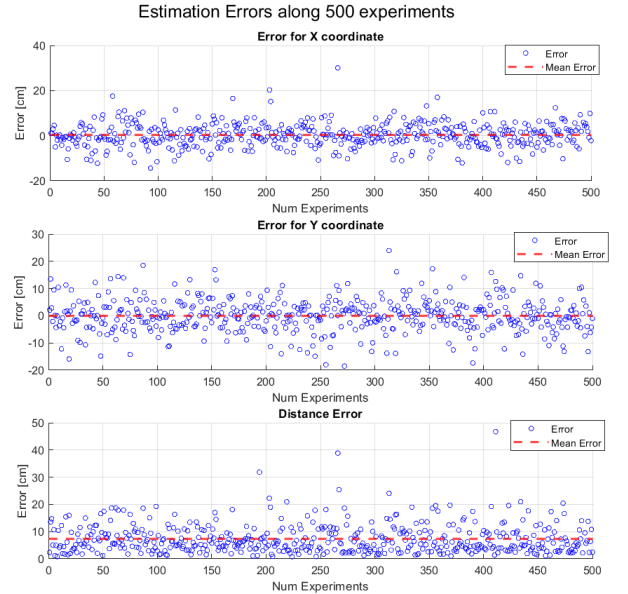 Estimation Errors along 500 experiments
Error for X coordinate
40
20
0
-20
Error [cm]
Error
Mean Error
0 50 100 150 200 250 300 350 400 450 500
Num Experiments
Error for Y coordinate
30
20
10
0
-10
-20
Error [cm]
Error
Mean Error
0 50 100 150 200 250 300 350 400 450 500
Num Experiments
Distance Error
50
40
30
20
10
0
Error [cm]
Error
Mean Error
0 50 100 150 200 250 300 350 400 450 500
Num Experiments